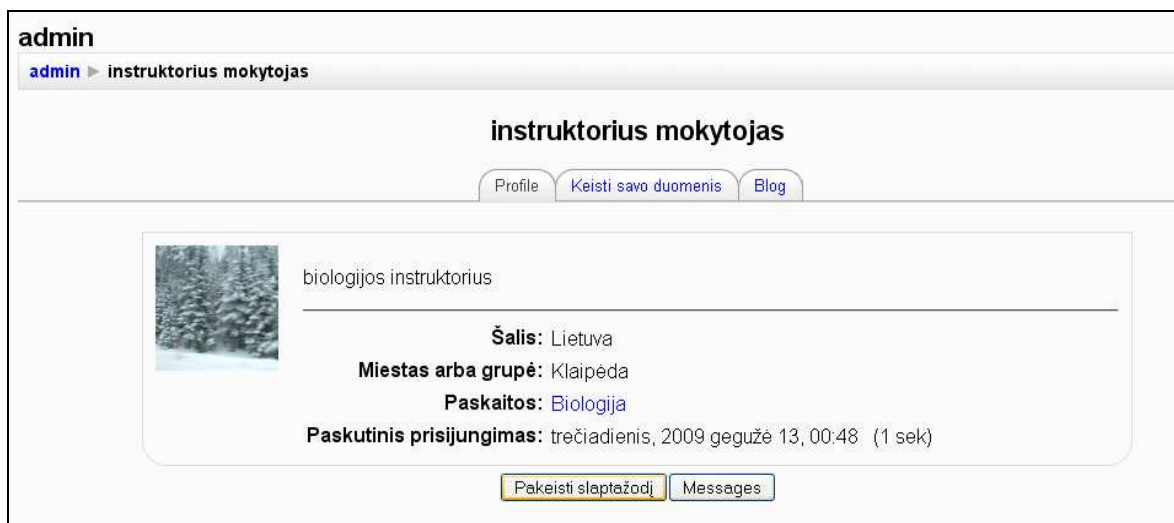 admin
admin ► instruktorius mokytojas
instruktorius mokytojas
Profile Keisti savo duomenis Blog
biologijos instruktorius
Šalis: Lietuva
Miestas arba grupė: Klaipėda
Paskaitos: Biologija
Paskutinis prisijungimas: trečiadienis, 2009 gegužė 13, 00:48 (1 sek)
Pakeisti slaptažodį Messages